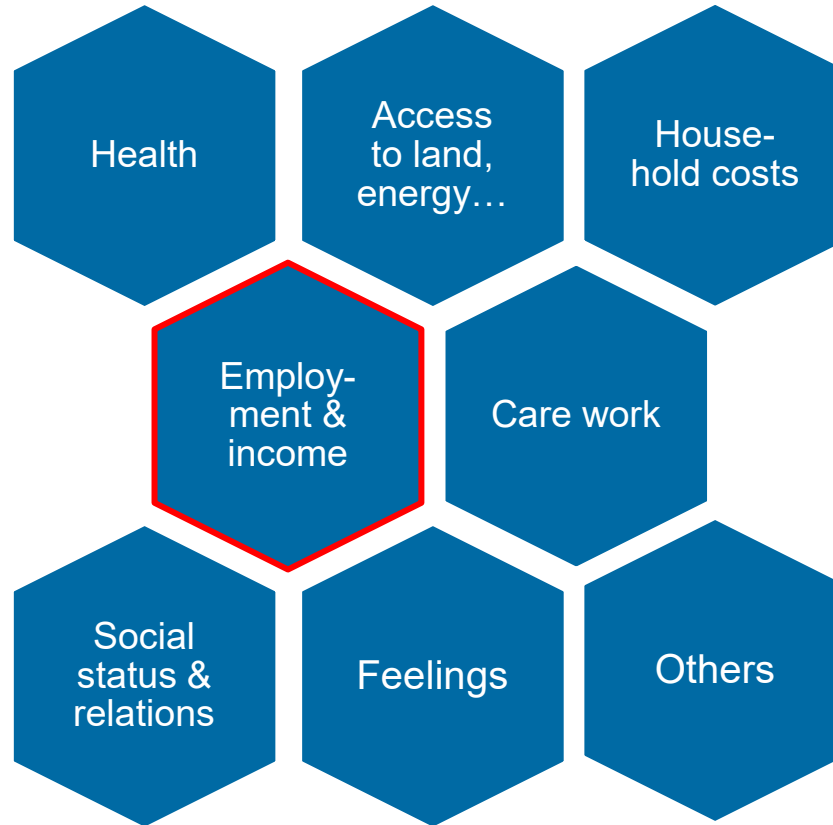 Health
Access
to land,
energy…
House-
hold costs
Employ-
ment &
income
Care work
Social
status &
relations
Feelings
Others